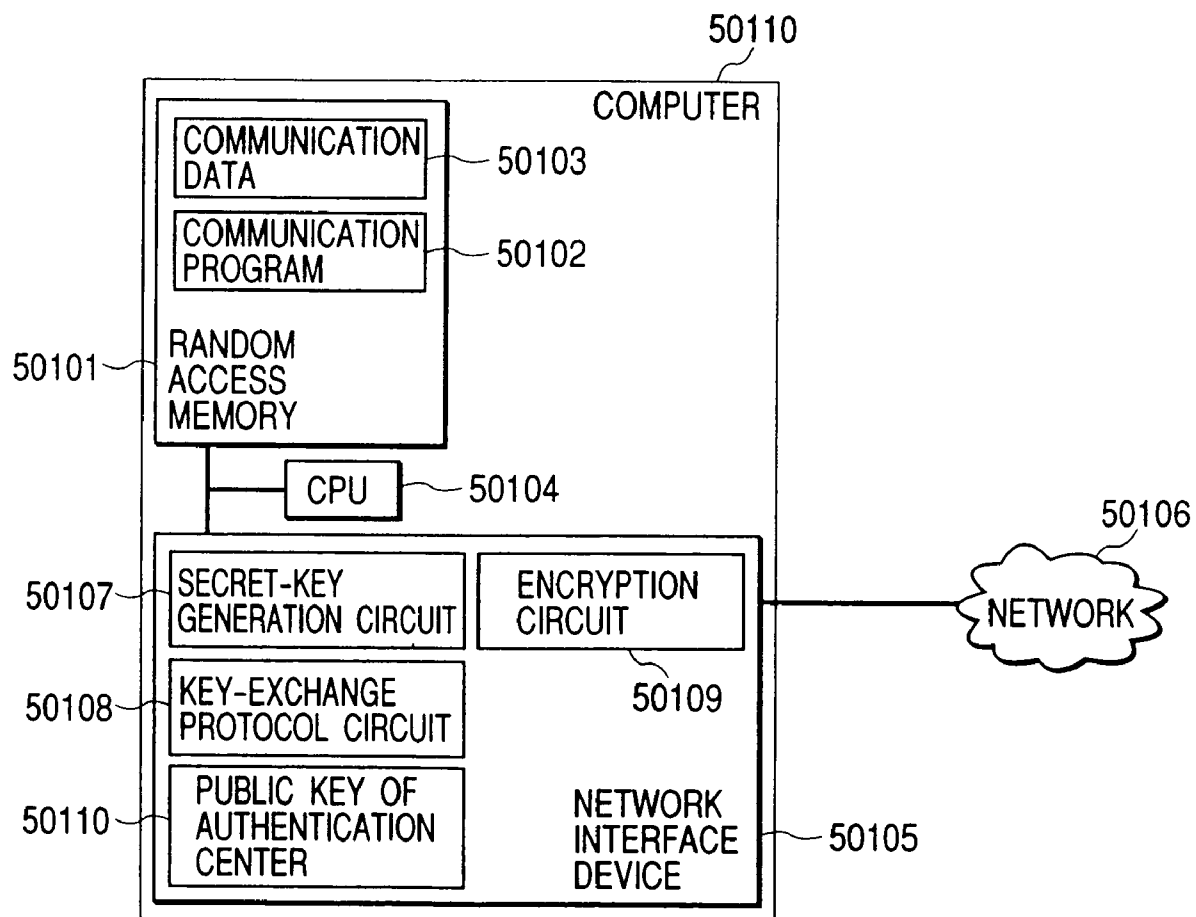 50110
COMPUTER
COMMUNICATION
DATA
50103
COMMUNICATION
PROGRAM
50102
50101
RANDOM
ACCESS
MEMORY
CPU
50104
50106
NETWORK
50107
SECRET-KEY
GENERATION CIRCUIT
ENCRYPTION
CIRCUIT
50109
50108
KEY-EXCHANGE
PROTOCOL CIRCUIT
50110
PUBLIC KEY OF
AUTHENTICATION
CENTER
NETWORK
INTERFACE
DEVICE
50105